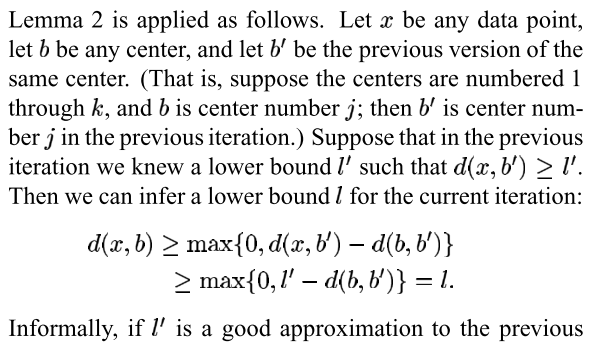 Lemma 2 is applied as follows. Let x be any data point,
let b be any center, and let b′ be the previous version of the
same center. (That is, suppose the centers are numbered 1
through k, and b is center number j; then b′ is center num-
ber j in the previous iteration.) Suppose that in the previous
iteration we knew a lower bound l′ such that d(x, b′) ≥ l′.
Then we can infer a lower bound l for the current iteration:
d(x, b) ≥ max{0, d(x, b′) − d(b, b′)}
≥ max{0, l′ − d(b, b′)} = l.
Informally, if l′ is a good approximation to the previous